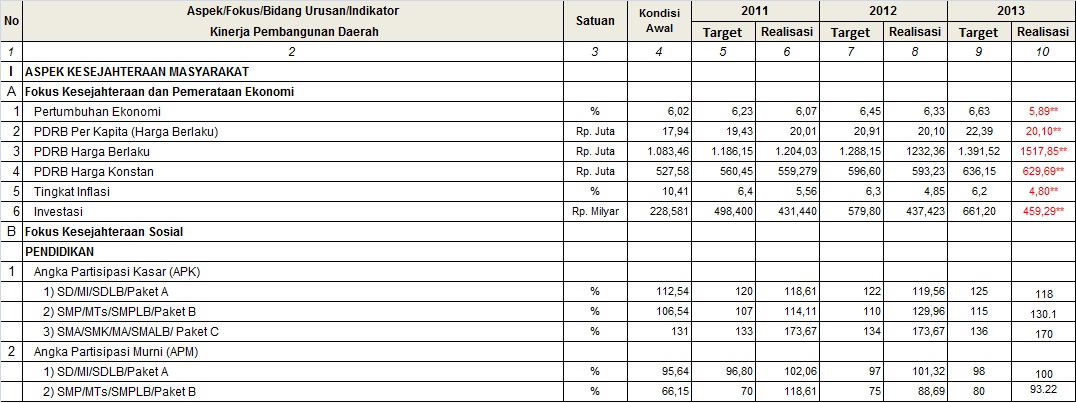 No Aspek/Fokus/Bidang Urusan/Indikator Kinerja Pembangunan Daerah Satuan Kondisi Awal 2011 2012 2013
Target Realisasi Target Realisasi Target Realisasi
1 2 3 4 5 6 7 8 9 10
I ASPEK KESEJAHTERAAN MASYARAKAT
A Fokus Kesejahteraan dan Pemerataan Ekonomi
1 Pertumbuhan Ekonomi % 6,02 6,23 6,07 6,45 6,33 6,63 5,89**
2 PDRB Per Kapita (Harga Berlaku) Rp. Juta 17,94 19,43 20,01 20,91 20,10 22,39 20,10**
3 PDRB Harga Berlaku Rp. Juta 1.083,46 1.186,15 1.204,03 1.288,15 1232,36 1.391,52 1517,85**
4 PDRB Harga Konstan Rp. Juta 527,58 560,45 559,279 596,60 593,23 636,15 629,69**
5 Tingkat Inflasi % 10,41 6,4 5,56 6,3 4,85 6,2 4,80**
6 Investasi Rp. Milyar 228,581 498,400 431,440 579,80 437,423 661,20 459,29**
B Fokus Kesejahteraan Sosial
PENDIDIKAN
1 Angka Partisipasi Kasar (APK)
1) SD/MI/SDLB/Paket A % 112,54 120 118,61 122 119,56 125 118
2) SMP/MTs/SMPLB/Paket B % 106,54 107 114,11 110 129,96 115 130.1
3) SMA/SMK/MA/SMALB/ Paket C % 131 133 173,67 134 173,67 136 170
2 Angka Partisipasi Murni (APM)
1) SD/MI/SDLB/Paket A % 95,64 96,80 102,06 97 101,32 98 100
2) SMP/MTs/SMPLB/Paket B % 66,15 70 118,61 75 88,69 80 93.22